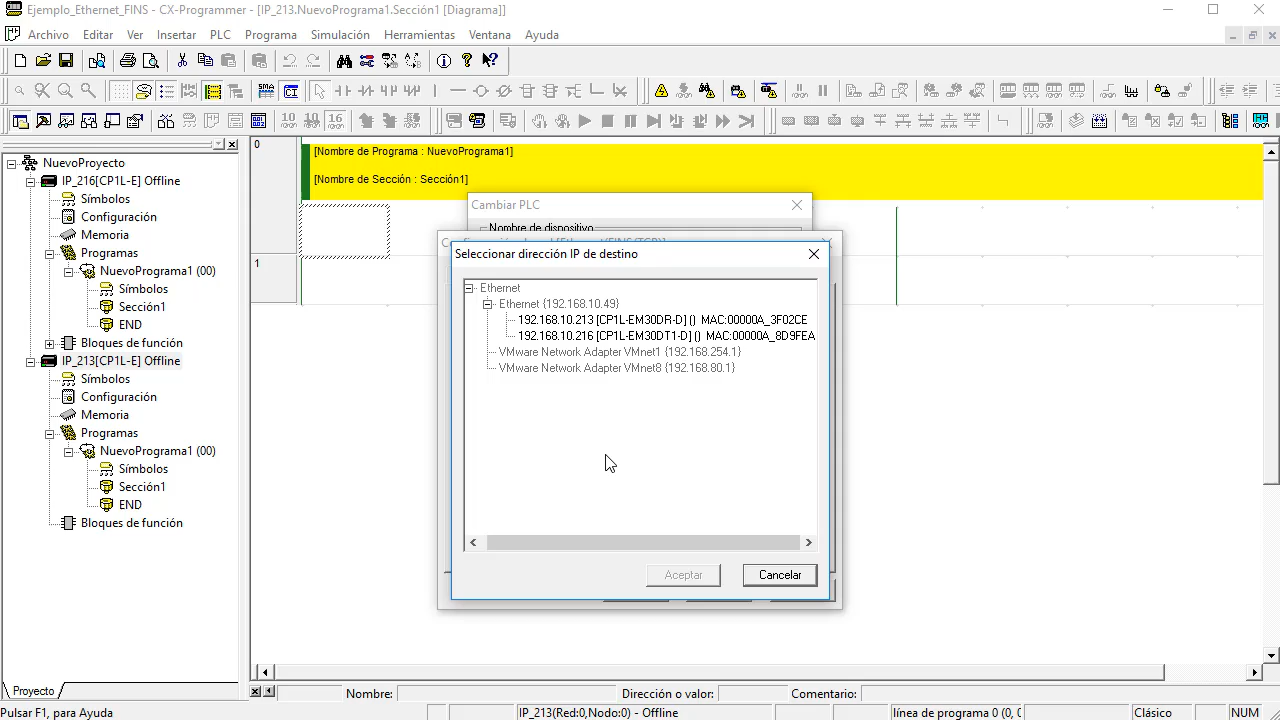 Ejemplo_Ethernet_FINS - CX-Programmer - [IP_213.NuevoPrograma1.Sección1 [Diagrama]]
Archivo Editar Ver Insertar PLC Programa Simulación Herramientas Ventana Ayuda
SMA
10 10 16
NuevoProyecto
IP_216[CP1L-E] Offline
Símbolos
Configuración
Memoria
Programas
NuevoPrograma1 (00)
Símbolos
Sección1
END
Bloques de función
IP_213[CP1L-E] Offline
Símbolos
Configuración
Memoria
Programas
NuevoPrograma1 (00)
Símbolos
Sección1
END
Bloques de función
Proyecto
0
[Nombre de Programa : NuevoPrograma1]
[Nombre de Sección : Sección1]
1
Cambiar PLC
Nombre de dispositivo
Seleccionar dirección IP de destino
Ethernet
Ethernet {192.168.10.49}
192.168.10.213 [CP1L-EM30DR-D] () MAC:00000A_3F02CE
192.168.10.216 [CP1L-EM30DT1-D] () MAC:00000A_8D9FEA
VMware Network Adapter VMnet1 {192.168.254.1}
VMware Network Adapter VMnet8 {192.168.80.1}
Aceptar Cancelar
Nombre: Dirección o valor: Comentario:
Pulsar F1, para Ayuda IP_213(Red:0,Nodo:0) - Offline línea de programa 0 (0, 0 Clásico NUM